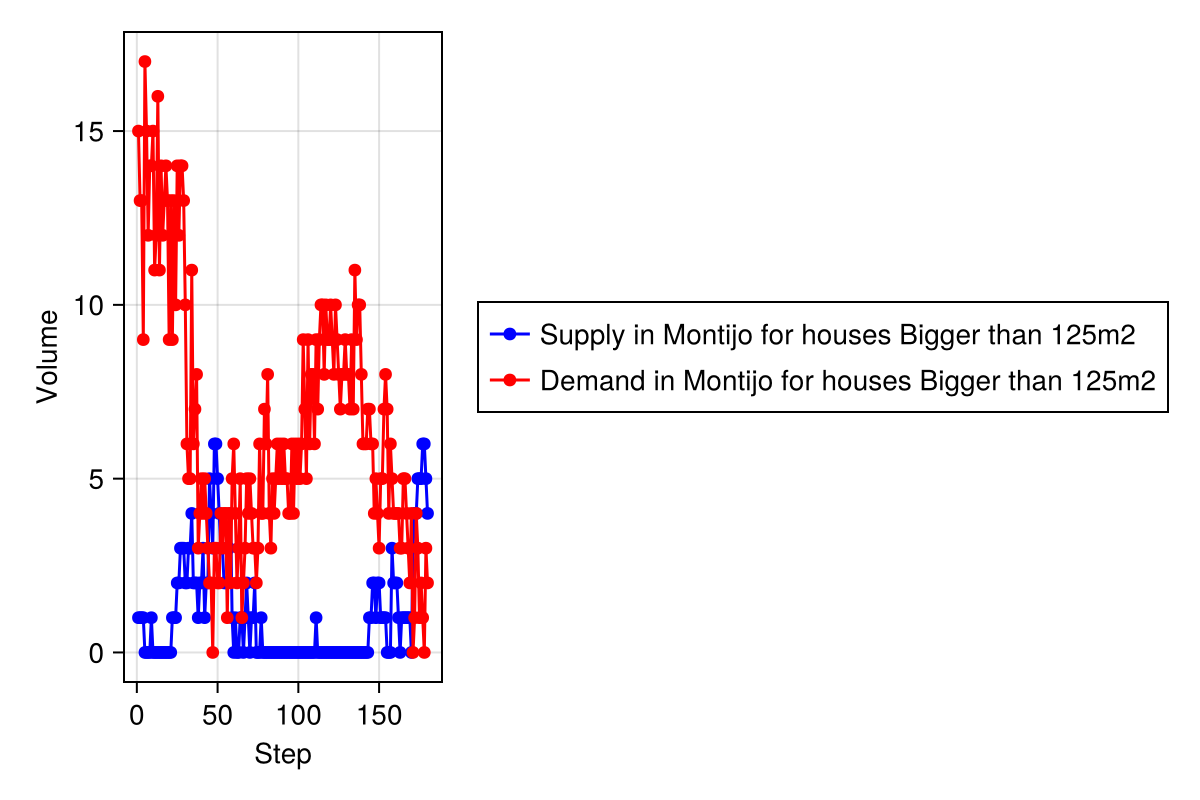 Volume
15
10
5
0
0 50 100 150
Step
Supply in Montijo for houses Bigger than 125m2
Demand in Montijo for houses Bigger than 125m2